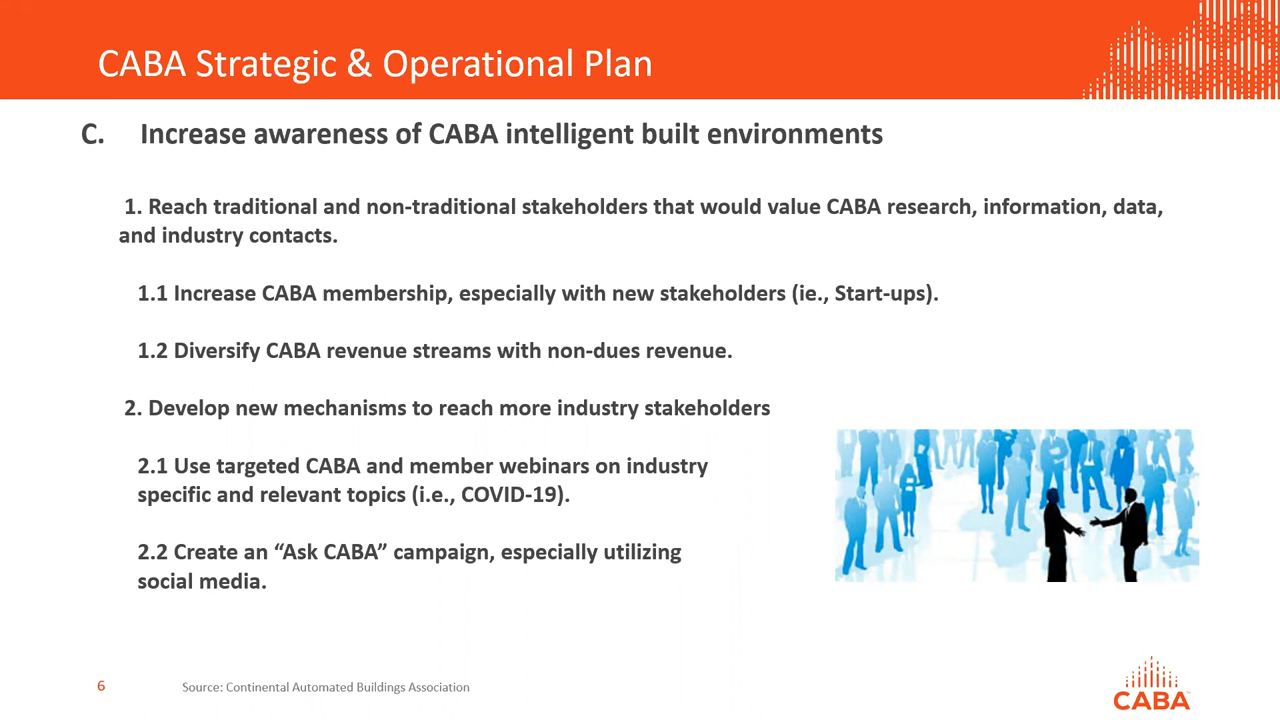 CABA Strategic & Operational Plan
C. Increase awareness of CABA intelligent built environments
1. Reach traditional and non-traditional stakeholders that would value CABA research, information, data,
and industry contacts.
1.1 Increase CABA membership, especially with new stakeholders (ie., Start-ups).
1.2 Diversify CABA revenue streams with non-dues revenue.
2. Develop new mechanisms to reach more industry stakeholders
2.1 Use targeted CABA and member webinars on industry
specific and relevant topics (i.e., COVID-19).
2.2 Create an “Ask CABA” campaign, especially utilizing
social media.
6 Source: Continental Automated Buildings Association
CABA